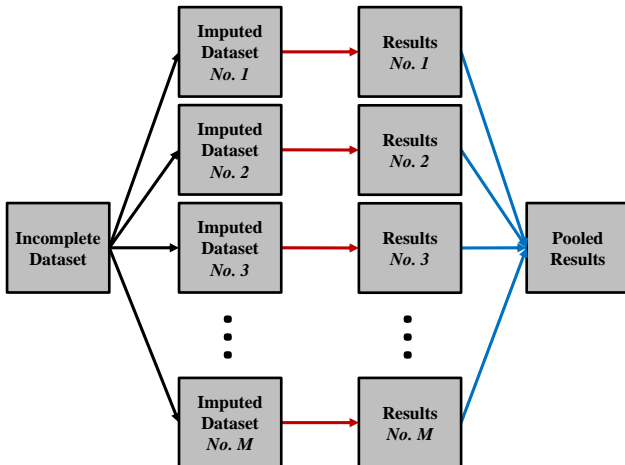 Imputed
Dataset
No. 1
Results
No. 1
Imputed
Dataset
No. 2
Results
No. 2
Incomplete
Dataset
Imputed
Dataset
No. 3
Results
No. 3
Pooled
Results
Imputed
Dataset
No. M
Results
No. M